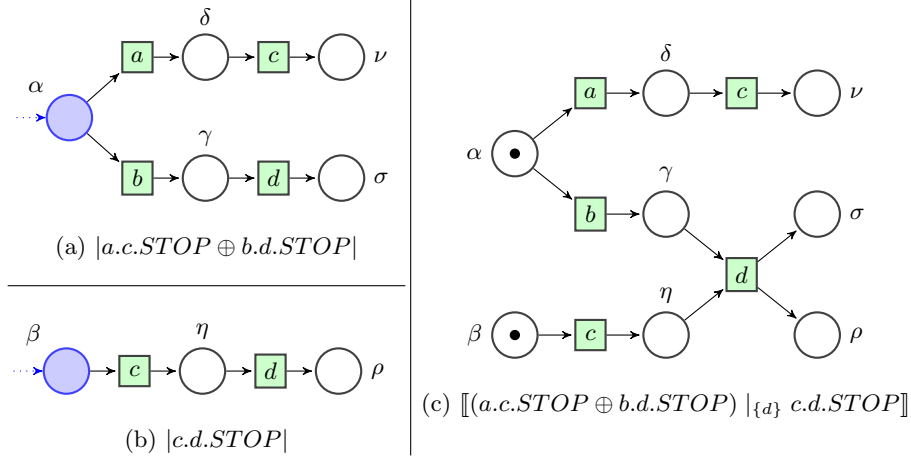 δ
a
c
ν
α
γ
b
d
σ
(a) |a.c.STOP ⊕ b.d.STOP|
β
η
c
d
ρ
(b) |c.d.STOP|
δ
a
c
ν
α
γ
b
σ
d
η
β
c
ρ
(c) ⟦(a.c.STOP ⊕ b.d.STOP) |{d} c.d.STOP⟧